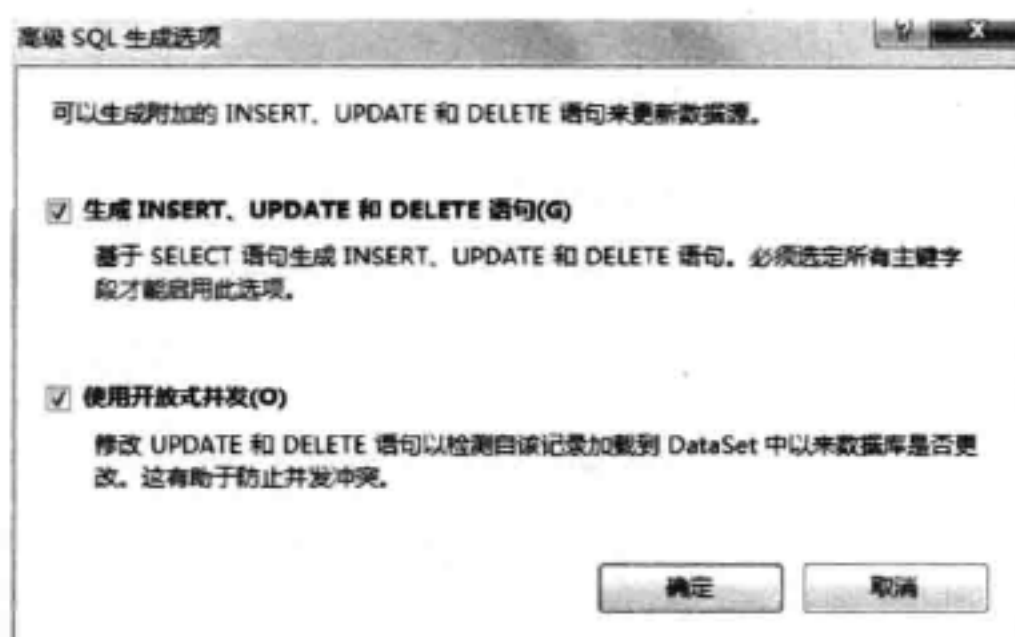 高级 SQL 生成选项
可以生成附加的 INSERT、UPDATE 和 DELETE 语句来更新数据源。
生成 INSERT、UPDATE 和 DELETE 语句(G)
基于 SELECT 语句生成 INSERT、UPDATE 和 DELETE 语句。必须选定所有主键字
段才能启用此选项。
使用开放式并发(O)
修改 UPDATE 和 DELETE 语句以检测自该记录加载到 DataSet 中以来数据库是否更
改。这有助于防止并发冲突。
确定
取消